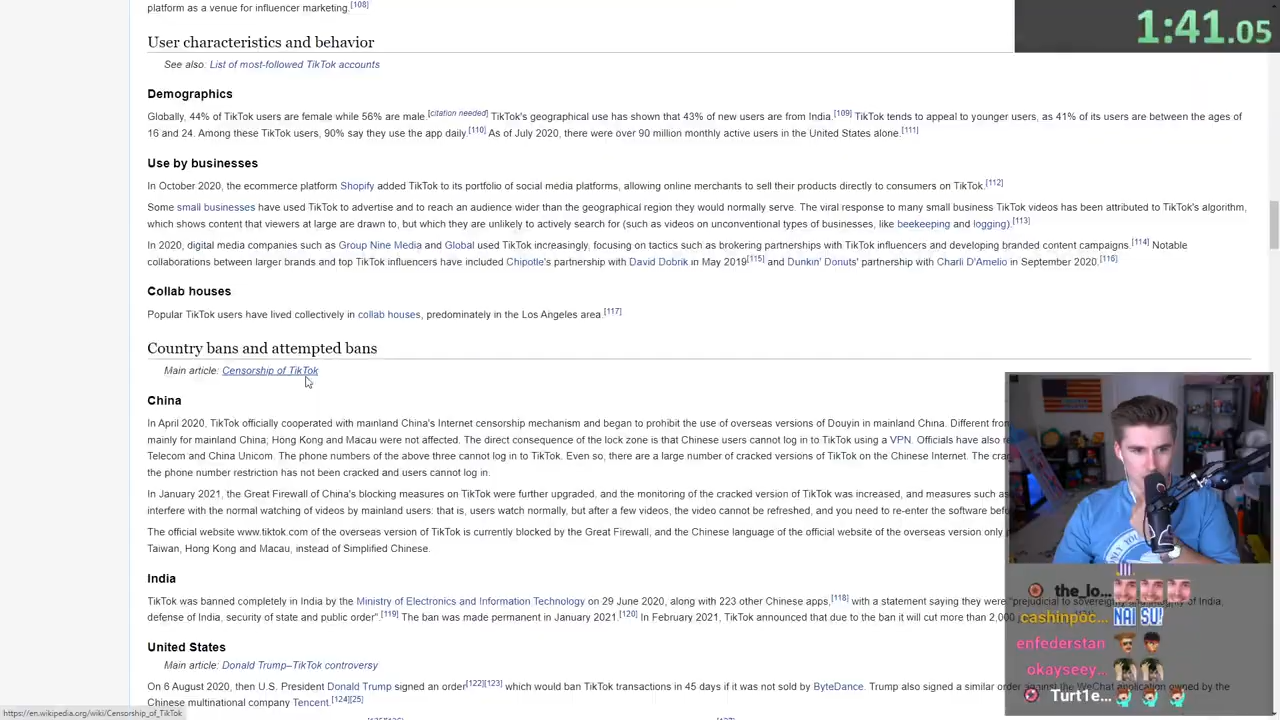 platform as a venue for influencer marketing.[108]
1:41.05
User characteristics and behavior
See also: List of most-followed TikTok accounts
Demographics
Globally, 44% of TikTok users are female while 56% are male.[citation needed] TikTok's geographical use has shown that 43% of new users are from India.[109] TikTok tends to appeal to younger users, as 41% of its users are between the ages of
16 and 24. Among these TikTok users, 90% say they use the app daily.[110] As of July 2020, there were over 90 million monthly active users in the United States alone.[111]
Use by businesses
In October 2020, the ecommerce platform Shopify added TikTok to its portfolio of social media platforms, allowing online merchants to sell their products directly to consumers on TikTok.[112]
Some small businesses have used TikTok to advertise and to reach an audience wider than the geographical region they would normally serve. The viral response to many small business TikTok videos has been attributed to TikTok's algorithm,
which shows content that viewers at large are drawn to, but which they are unlikely to actively search for (such as videos on unconventional types of businesses, like beekeeping and logging).[113]
In 2020, digital media companies such as Group Nine Media and Global used TikTok increasingly, focusing on tactics such as brokering partnerships with TikTok influencers and developing branded content campaigns.[114] Notable
collaborations between larger brands and top TikTok influencers have included Chipotle's partnership with David Dobrik in May 2019[115] and Dunkin' Donuts' partnership with Charli D'Amelio in September 2020.[116]
Collab houses
Popular TikTok users have lived collectively in collab houses, predominately in the Los Angeles area.[117]
Country bans and attempted bans
Main article: Censorship of TikTok
China
In April 2020, TikTok officially cooperated with mainland China's Internet censorship mechanism and began to prohibit the use of overseas versions of Douyin in mainland China. Different from
mainly for mainland China; Hong Kong and Macau were not affected. The direct consequence of the lock zone is that Chinese users cannot log in to TikTok using a VPN. Officials have also re
Telecom and China Unicom. The phone numbers of the above three cannot log in to TikTok. Even so, there are a large number of cracked versions of TikTok on the Chinese Internet. The cra
the phone number restriction has not been cracked and users cannot log in.
In January 2021, the Great Firewall of China's blocking measures on TikTok were further upgraded, and the monitoring of the cracked version of TikTok was increased, and measures such as
interfere with the normal watching of videos by mainland users: that is, users watch normally, but after a few videos, the video cannot be refreshed, and you need to re-enter the software befo
The official website www.tiktok.com of the overseas version of TikTok is currently blocked by the Great Firewall, and the Chinese language of the official website of the overseas version only p
Taiwan, Hong Kong and Macau, instead of Simplified Chinese.
India
TikTok was banned completely in India by the Ministry of Electronics and Information Technology on 29 June 2020, along with 223 other Chinese apps,[118] with a statement saying they were "prejudicial to sovereignty and integrity of India,
defense of India, security of state and public order".[119] The ban was made permanent in January 2021.[120] In February 2021, TikTok announced that due to the ban it will cut more than 2,000
United States
Main article: Donald Trump–TikTok controversy
On 6 August 2020, then U.S. President Donald Trump signed an order[122][123] which would ban TikTok transactions in 45 days if it was not sold by ByteDance. Trump also signed a similar order against the WeChat application owned by the
Chinese multinational company Tencent.[124][25]
the_lo...
cashinpoc... NAI SU!
enfederstan
okayseey...
Turt1e...
https://en.wikipedia.org/wiki/Censorship_of_TikTok